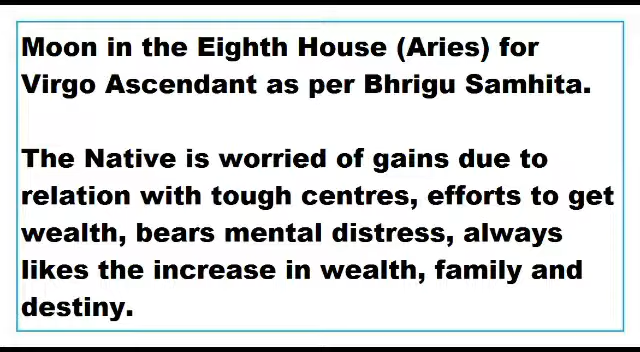 Moon in the Eighth House (Aries) for
Virgo Ascendant as per Bhrigu Samhita.
The Native is worried of gains due to
relation with tough centres, efforts to get
wealth, bears mental distress, always
likes the increase in wealth, family and
destiny.